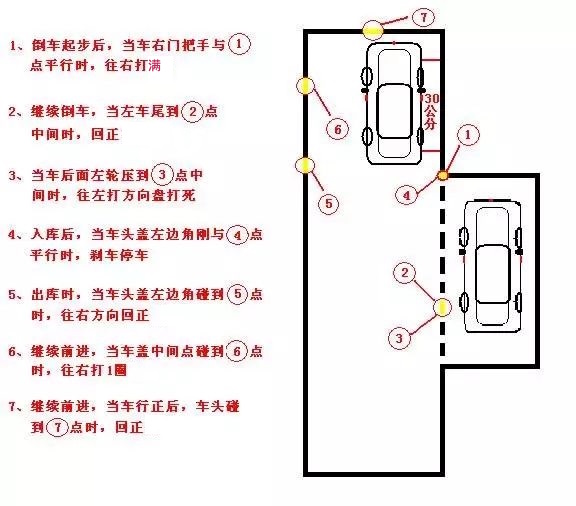 1、倒车起步后，当车右门把手与①
点平行时，往右打满
2、继续倒车，当左车尾到②点
中间时，回正
3、当车后面左轮压到③点中
间时，往左打方向盘打死
4、入库后，当车头盖左边角刚与④点
平行时，刹车停车
5、出库时，当车头盖左边角碰到⑤点
时，往右方向回正
6、继续前进，当车盖中间点碰到⑥点
时，往右打1圈
7、继续前进，当车行正后，车头碰
到⑦点时，回正
⑦
30
公
分
⑥
①
⑤
④
②
③